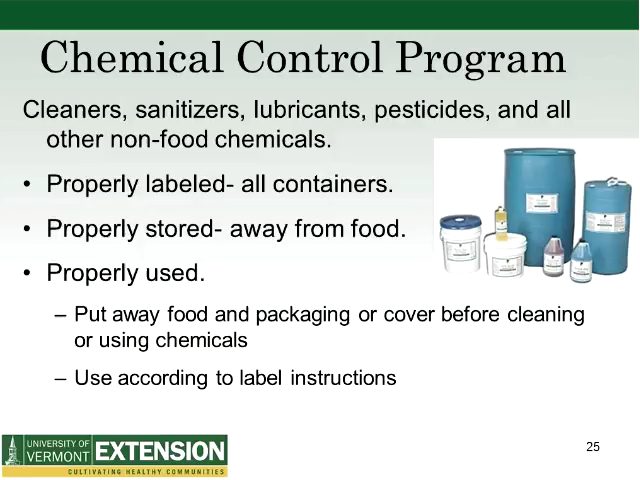 Chemical Control Program
Cleaners, sanitizers, lubricants, pesticides, and all
other non-food chemicals.
• Properly labeled- all containers.
• Properly stored- away from food.
• Properly used.
– Put away food and packaging or cover before cleaning
or using chemicals
– Use according to label instructions
UNIVERSITY OF
VERMONT
EXTENSION
CULTIVATING HEALTHY COMMUNITIES
25